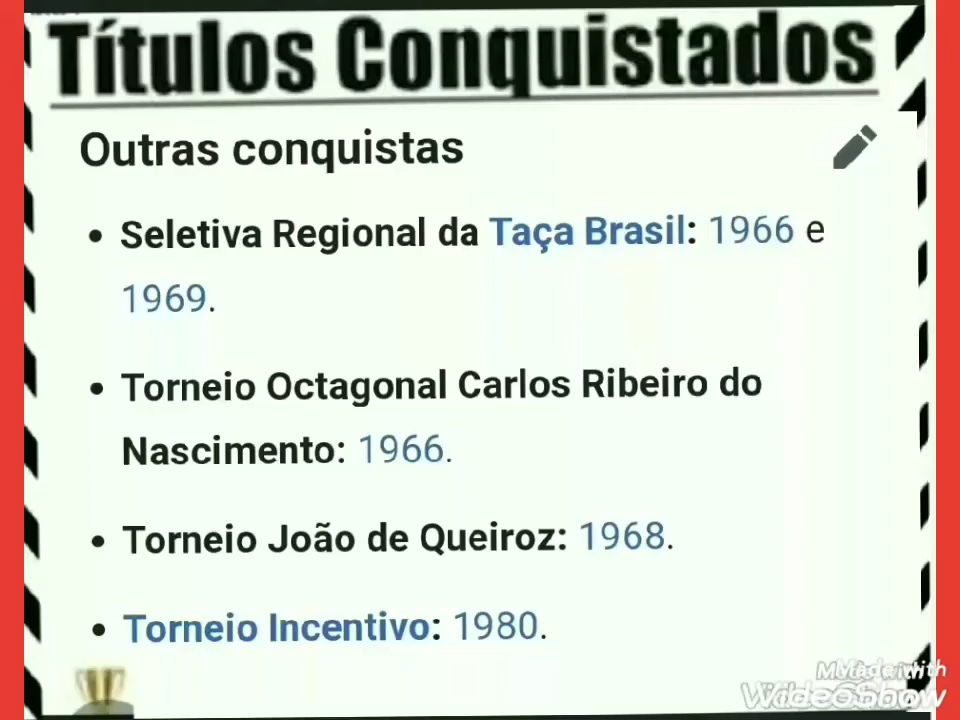 Títulos Conquistados
Outras conquistas
• Seletiva Regional da Taça Brasil: 1966 e
1969.
• Torneio Octagonal Carlos Ribeiro do
Nascimento: 1966.
• Torneio João de Queiroz: 1968.
• Torneio Incentivo: 1980.
Made with
VideoShow